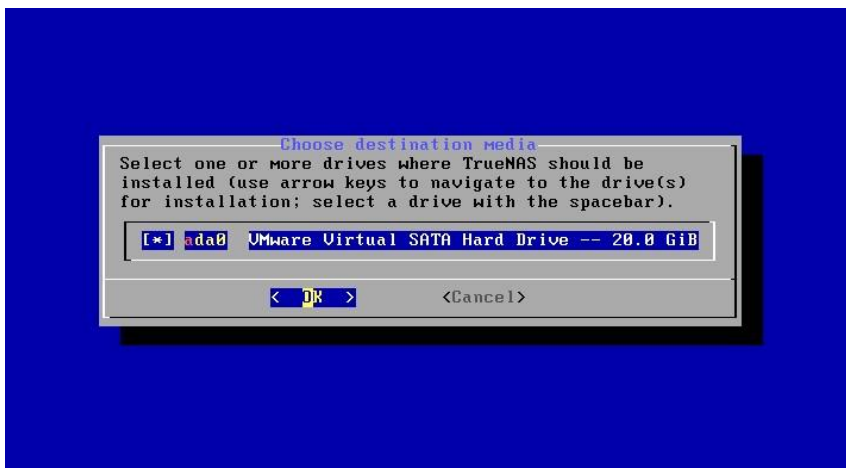 Choose destination media
Select one or more drives where TrueNAS should be
installed (use arrow keys to navigate to the drive(s)
for installation; select a drive with the spacebar).
[*] ada0 VMware Virtual SATA Hard Drive -- 20.0 GiB
< OK > <Cancel>